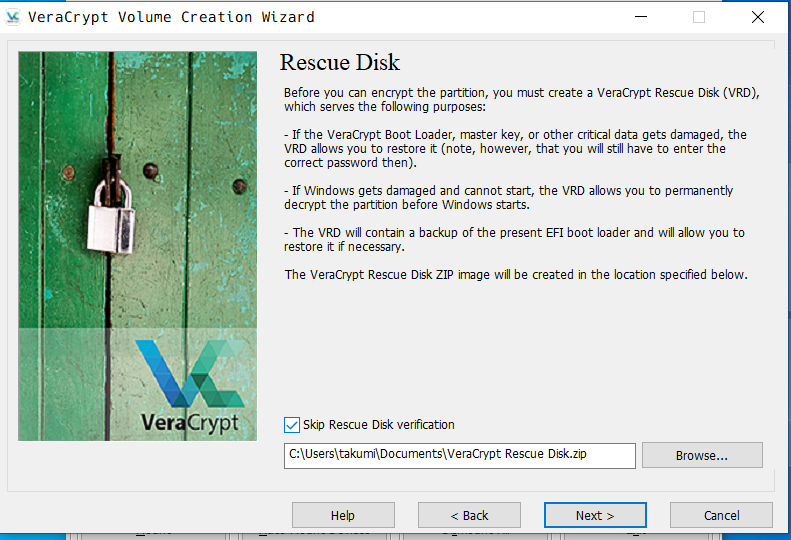 VeraCrypt Volume Creation Wizard
Rescue Disk
Before you can encrypt the partition, you must create a VeraCrypt Rescue Disk (VRD),
which serves the following purposes:
- If the VeraCrypt Boot Loader, master key, or other critical data gets damaged, the
VRD allows you to restore it (note, however, that you will still have to enter the
correct password then).
- If Windows gets damaged and cannot start, the VRD allows you to permanently
decrypt the partition before Windows starts.
- The VRD will contain a backup of the present EFI boot loader and will allow you to
restore it if necessary.
The VeraCrypt Rescue Disk ZIP image will be created in the location specified below.
VeraCrypt
Skip Rescue Disk verification
C:\Users\takumi\Documents\VeraCrypt Rescue Disk.zip
Browse...
Help
< Back
Next >
Cancel